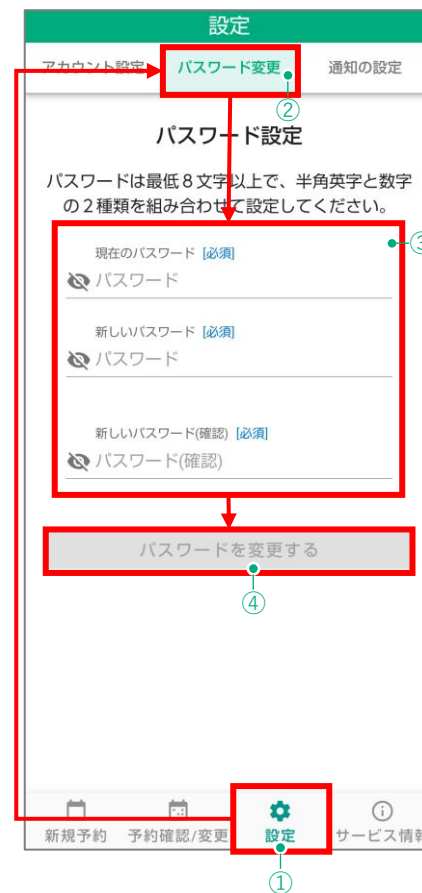 設定
アカウント設定 パスワード変更 通知の設定
②
パスワード設定
パスワードは最低８文字以上で、半角英字と数字
の２種類を組み合わせて設定してください。
③
現在のパスワード [必須]
パスワード
新しいパスワード [必須]
パスワード
新しいパスワード(確認) [必須]
パスワード(確認)
パスワードを変更する
④
新規予約 予約確認/変更 設定 サービス情報
①